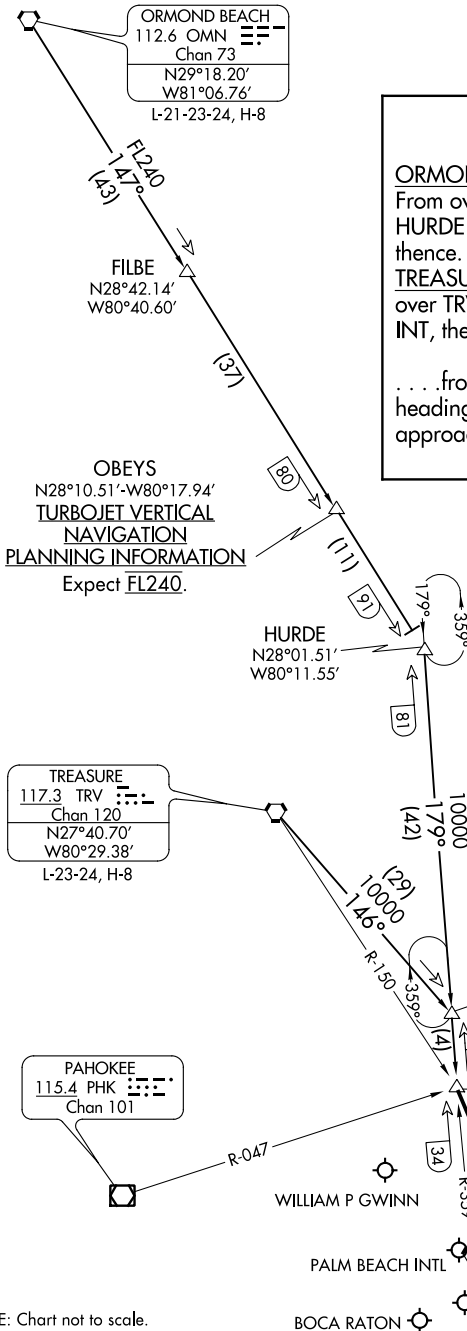 ORMOND BEACH
112.6 OMN
Chan 73
N29°18.20′
W81°06.76′
L-21-23-24, H-8
FL240
147°
(43)
FILBE
N28°42.14′
W80°40.60′
(37)
From ov
HURDE
thence.
TREASU
over TR
INT, the
. . . .fro
heading
approac
80
OBEYS
N28°10.51′-W80°17.94′
TURBOJET VERTICAL
NAVIGATION
PLANNING INFORMATION
Expect FL240.
(11)
91
HURDE
N28°01.51′
W80°11.55′
179°
359°
81
TREASURE
117.3 TRV
Chan 120
N27°40.70′
W80°29.38′
L-23-24, H-8
10000
179°
(42)
(29)
10000
146°
R-150
359°
(4)
PAHOKEE
115.4 PHK
Chan 101
R-047
34
WILLIAM P GWINN
PALM BEACH INTL
BOCA RATON
E: Chart not to scale.